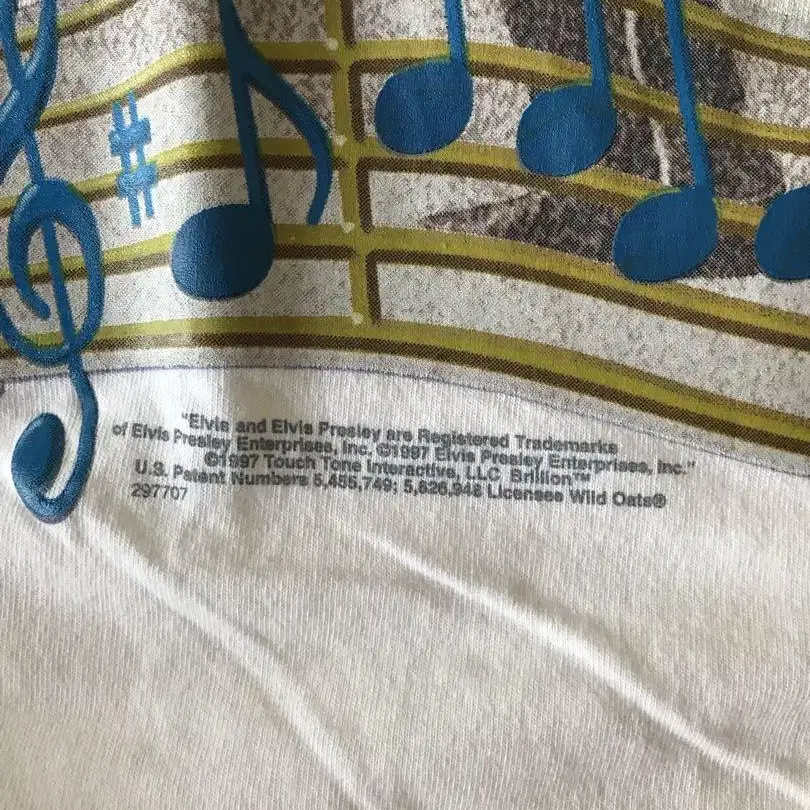 "Elvis and Elvis Presley are Registered Trademarks
of Elvis Presley Enterprises, Inc. ©1997 Elvis Presley Enterprises, Inc."
©1997 Touch Tone Interactive, LLC Brillion™
U.S. Patent Numbers 5,455,749; 5,626,948 Licensee Wild Oats®
297707